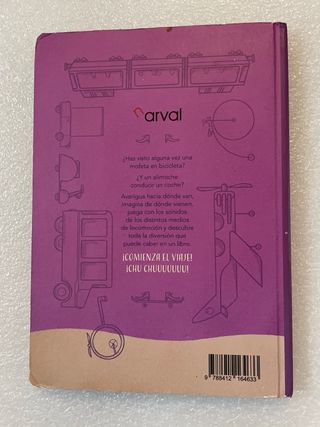 narval
¿Has visto alguna vez una
mofeta en bicicleta?
¿Y un alimoche
conducir un coche?
Averigua hacia dónde van,
imagina de dónde vienen,
juega con los sonidos
de los distintos medios
de locomoción y descubre
toda la diversión que
puede caber en un libro.
¡COMIENZA EL VIAJE!
¡CHU CHUUUUUUU!
9 788412 164633